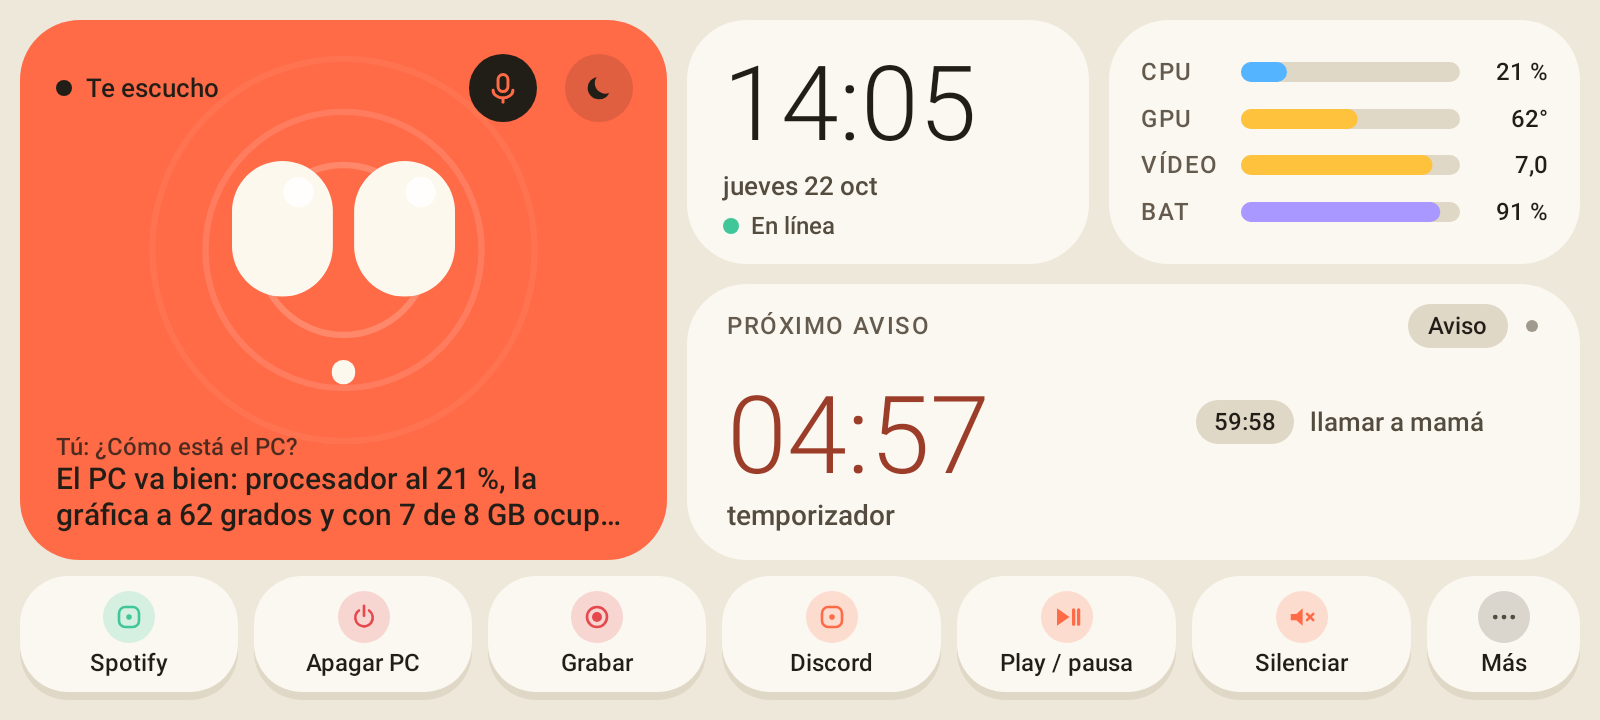 Te escucho
Tú: ¿Cómo está el PC?
El PC va bien: procesador al 21 %, la
gráfica a 62 grados y con 7 de 8 GB ocup...
14:05
jueves 22 oct
En línea
CPU 21 %
GPU 62°
VÍDEO 7,0
BAT 91 %
PRÓXIMO AVISO
Aviso
04:57
temporizador
59:58 llamar a mamá
Spotify
Apagar PC
Grabar
Discord
Play / pausa
Silenciar
Más